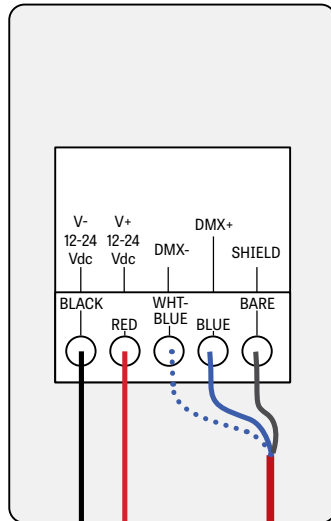 V-
12-24
Vdc
V+
12-24
Vdc
DMX-
DMX+
SHIELD
BLACK
RED
WHT-
BLUE
BLUE
BARE